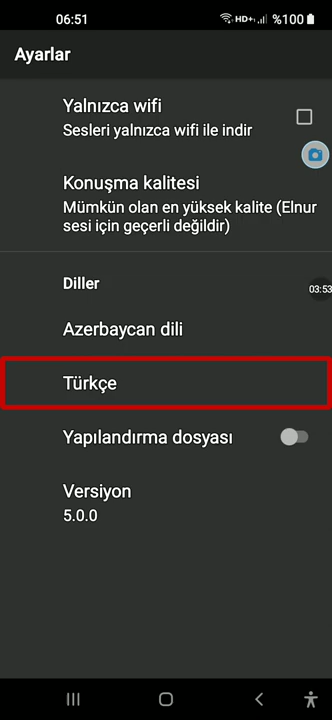 06:51
HD+
%100
Ayarlar
Yalnızca wifi
Sesleri yalnızca wifi ile indir
Konuşma kalitesi
Mümkün olan en yüksek kalite (Elnur
sesi için geçerli değildir)
Diller
03:53
Azerbaycan dili
Türkçe
Yapılandırma dosyası
Versiyon
5.0.0